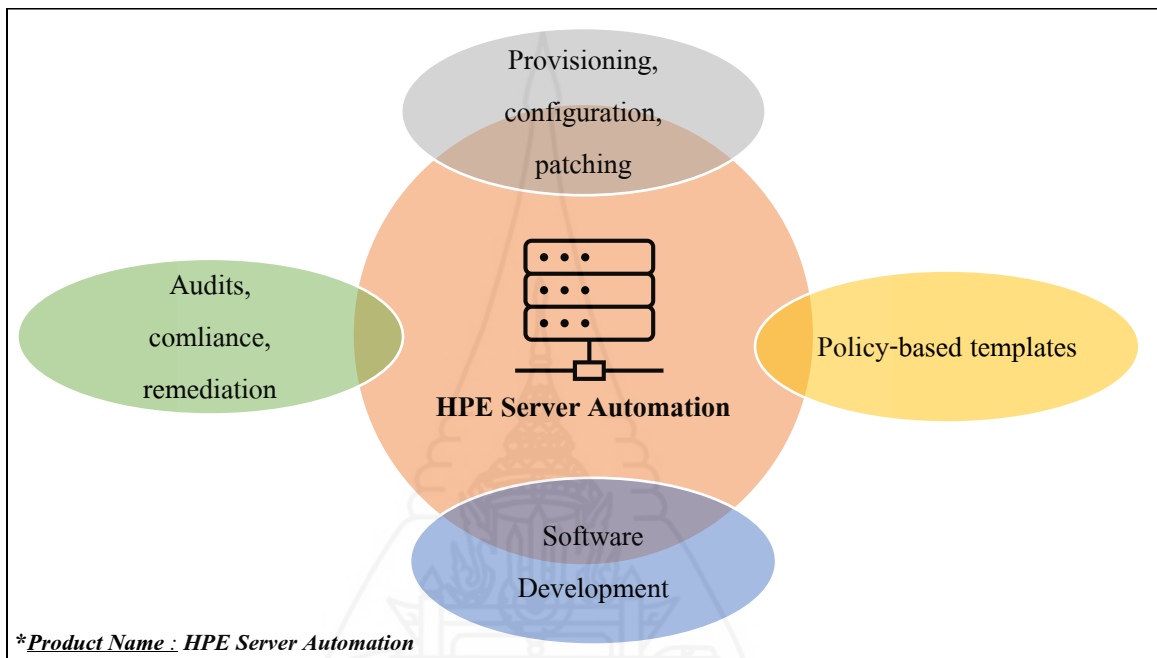 Provisioning,
configuration,
patching
Audits,
comliance,
remediation
Policy-based templates
HPE Server Automation
Software
Development
*Product Name : HPE Server Automation